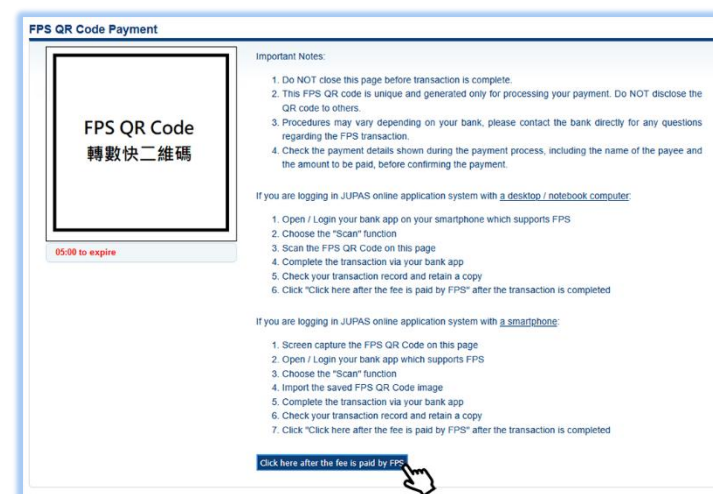 FPS QR Code Payment
FPS QR Code
轉數快二維碼
05:00 to expire
Important Notes:
1. Do NOT close this page before transaction is complete.
2. This FPS QR code is unique and generated only for processing your payment. Do NOT disclose the
QR code to others.
3. Procedures may vary depending on your bank, please contact the bank directly for any questions
regarding the FPS transaction.
4. Check the payment details shown during the payment process, including the name of the payee and
the amount to be paid, before confirming the payment.
If you are logging in JUPAS online application system with a desktop / notebook computer:
1. Open / Login your bank app on your smartphone which supports FPS
2. Choose the "Scan" function
3. Scan the FPS QR Code on this page
4. Complete the transaction via your bank app
5. Check your transaction record and retain a copy
6. Click "Click here after the fee is paid by FPS" after the transaction is completed
If you are logging in JUPAS online application system with a smartphone:
1. Screen capture the FPS QR Code on this page
2. Open / Login your bank app which supports FPS
3. Choose the "Scan" function
4. Import the saved FPS QR Code image
5. Complete the transaction via your bank app
6. Check your transaction record and retain a copy
7. Click "Click here after the fee is paid by FPS" after the transaction is completed
Click here after the fee is paid by FPS